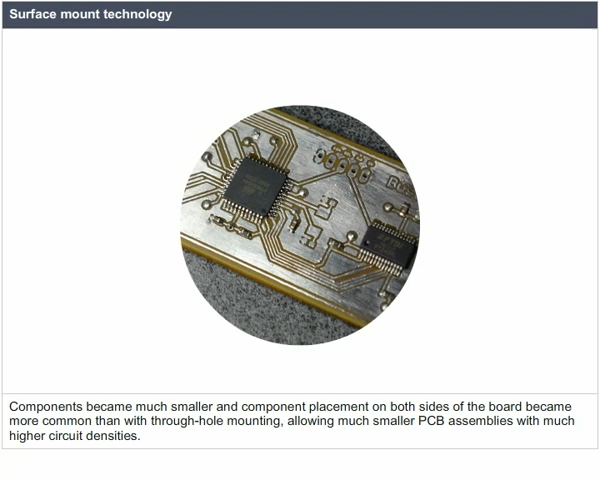 Surface mount technology
Components became much smaller and component placement on both sides of the board became
more common than with through-hole mounting, allowing much smaller PCB assemblies with much
higher circuit densities.